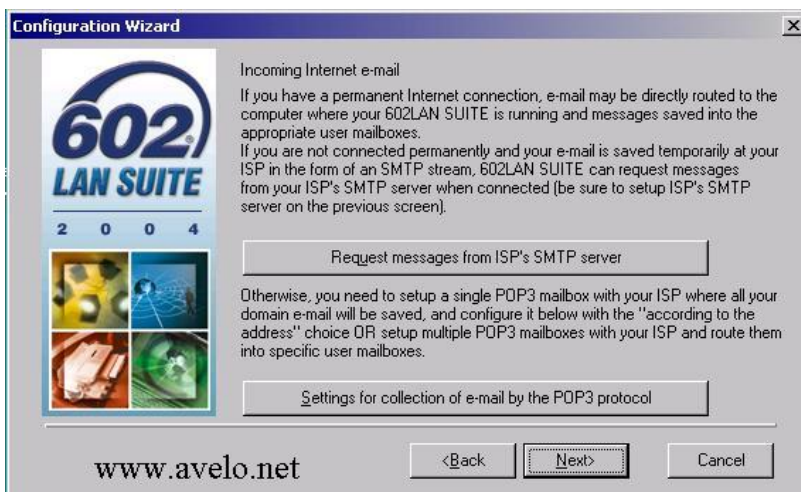 Configuration Wizard
602
LAN SUITE
2 0 0 4
Incoming Internet e-mail
If you have a permanent Internet connection, e-mail may be directly routed to the
computer where your 602LAN SUITE is running and messages saved into the
appropriate user mailboxes.
If you are not connected permanently and your e-mail is saved temporarily at your
ISP in the form of an SMTP stream, 602LAN SUITE can request messages
from your ISP's SMTP server when connected (be sure to setup ISP's SMTP
server on the previous screen).
Request messages from ISP's SMTP server
Otherwise, you need to setup a single POP3 mailbox with your ISP where all your
domain e-mail will be saved, and configure it below with the "according to the
address" choice OR setup multiple POP3 mailboxes with your ISP and route them
into specific user mailboxes.
Settings for collection of e-mail by the POP3 protocol
www.avelo.net
<Back
Next>
Cancel